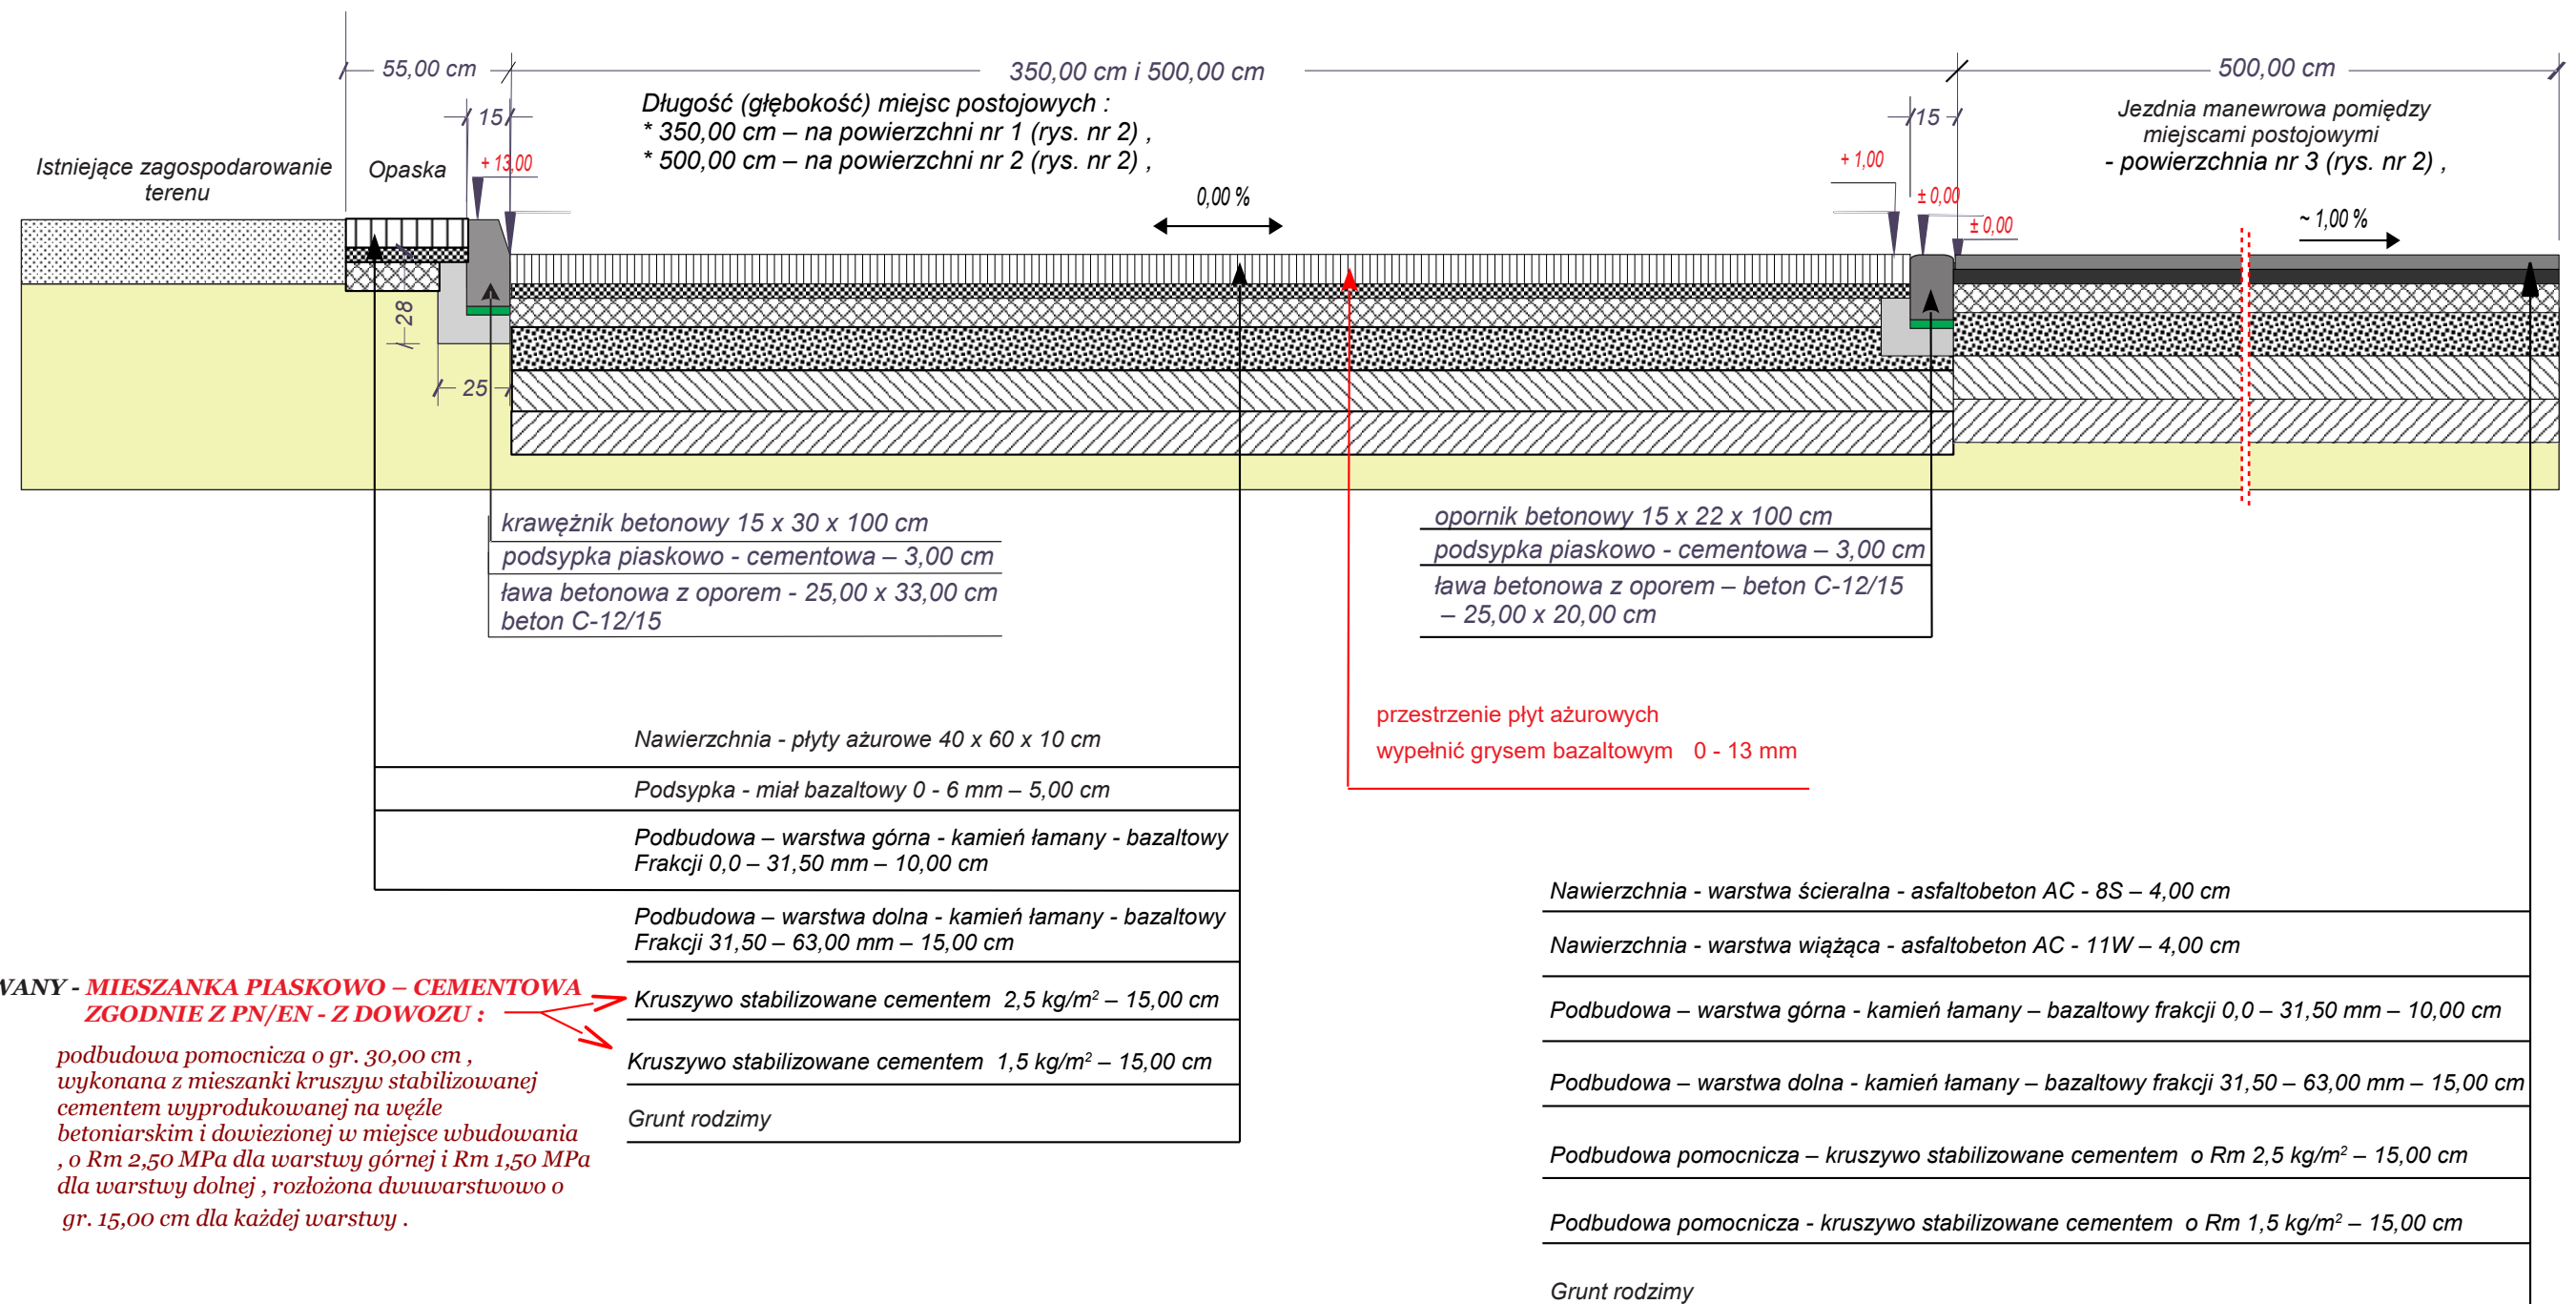 55,00 cm
350,00 cm i 500,00 cm
500,00 cm
15
Długość (głębokość) miejsc postojowych :
* 350,00 cm – na powierzchni nr 1 (rys. nr 2) ,
* 500,00 cm – na powierzchni nr 2 (rys. nr 2) ,
15
Jezdnia manewrowa pomiędzy
miejscami postojowymi
- powierzchnia nr 3 (rys. nr 2) ,
Istniejące zagospodarowanie
terenu
Opaska
+ 13,00
+ 1,00
± 0,00
± 0,00
0,00 %
~ 1,00 %
28
25
krawężnik betonowy 15 x 30 x 100 cm
podsypka piaskowo - cementowa – 3,00 cm
ława betonowa z oporem - 25,00 x 33,00 cm
beton C-12/15
opornik betonowy 15 x 22 x 100 cm
podsypka piaskowo - cementowa – 3,00 cm
ława betonowa z oporem – beton C-12/15
– 25,00 x 20,00 cm
przestrzenie płyt ażurowych
wypełnić grysem bazaltowym 0 - 13 mm
Nawierzchnia - płyty ażurowe 40 x 60 x 10 cm
Podsypka - miał bazaltowy 0 - 6 mm – 5,00 cm
Podbudowa – warstwa górna - kamień łamany - bazaltowy
Frakcji 0,0 – 31,50 mm – 10,00 cm
Podbudowa – warstwa dolna - kamień łamany - bazaltowy
Frakcji 31,50 – 63,00 mm – 15,00 cm
Kruszywo stabilizowane cementem 2,5 kg/m² – 15,00 cm
Kruszywo stabilizowane cementem 1,5 kg/m² – 15,00 cm
Grunt rodzimy
WANY - MIESZANKA PIASKOWO – CEMENTOWA
ZGODNIE Z PN/EN - Z DOWOZU :
podbudowa pomocnicza o gr. 30,00 cm ,
wykonana z mieszanki kruszyw stabilizowanej
cementem wyprodukowanej na węźle
betoniarskim i dowiezionej w miejsce wbudowania
, o Rm 2,50 MPa dla warstwy górnej i Rm 1,50 MPa
dla warstwy dolnej , rozłożona dwuwarstwowo o
gr. 15,00 cm dla każdej warstwy .
Nawierzchnia - warstwa ścieralna - asfaltobeton AC - 8S – 4,00 cm
Nawierzchnia - warstwa wiążąca - asfaltobeton AC - 11W – 4,00 cm
Podbudowa – warstwa górna - kamień łamany – bazaltowy frakcji 0,0 – 31,50 mm – 10,00 cm
Podbudowa – warstwa dolna - kamień łamany – bazaltowy frakcji 31,50 – 63,00 mm – 15,00 cm
Podbudowa pomocnicza – kruszywo stabilizowane cementem o Rm 2,5 kg/m² – 15,00 cm
Podbudowa pomocnicza - kruszywo stabilizowane cementem o Rm 1,5 kg/m² – 15,00 cm
Grunt rodzimy